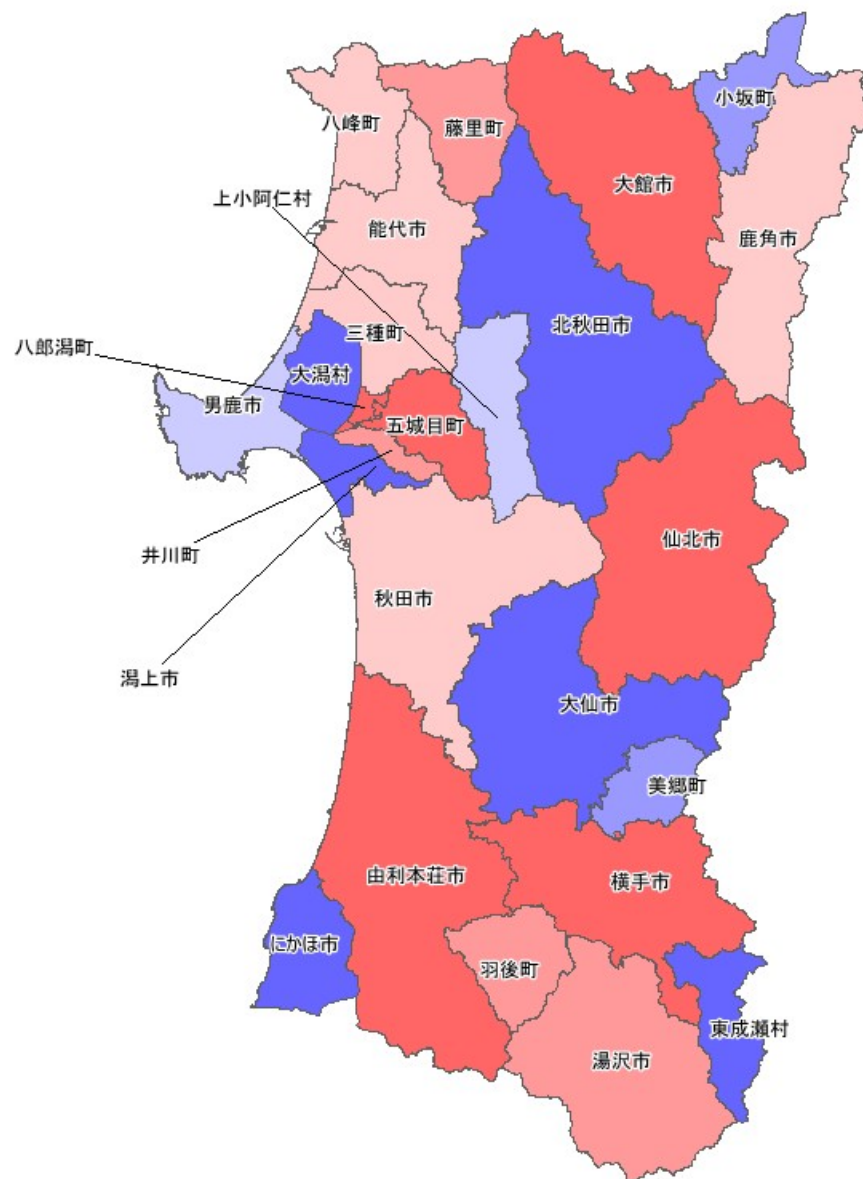 小坂町
八峰町
藤里町
大館市
上小阿仁村
能代市
鹿角市
北秋田市
三種町
八郎潟町
大潟村
男鹿市
五城目町
仙北市
井川町
秋田市
潟上市
大仙市
美郷町
由利本荘市
横手市
にかほ市
羽後町
東成瀬村
湯沢市